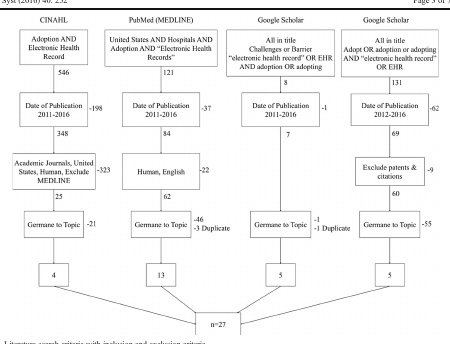 Syst (2016) 40: 252
Page 3 of 7
CINAHL
PubMed (MEDLINE)
Google Scholar
Google Scholar
Adoption AND
Electronic Health
Record
United States AND Hospitals AND
Adoption AND "Electronic Health
Records"
All in title
Challenges or Barrier
"electronic health record" OR EHR
AND adoption OR adopting
All in title
Adopt OR adoption or adopting
AND "electronic health record"
OR EHR
546
121
8
131
Date of Publication
2011-2016
-198
Date of Publication
2011-2016
-37
Date of Publication
2011-2016
-1
Date of Publication
2012-2016
-62
348
84
7
69
Academic Journals, United
States, Human, Exclude
MEDLINE
-323
Human, English
-22
Exclude patents &
citations
-9
25
62
60
Germane to Topic
-21
Germane to Topic
-46
-3 Duplicate
Germane to Topic
-1
-1 Duplicate
Germane to Topic
-55
4
13
5
5
n=27
Literature search criteria with inclusion and exclusion criteria